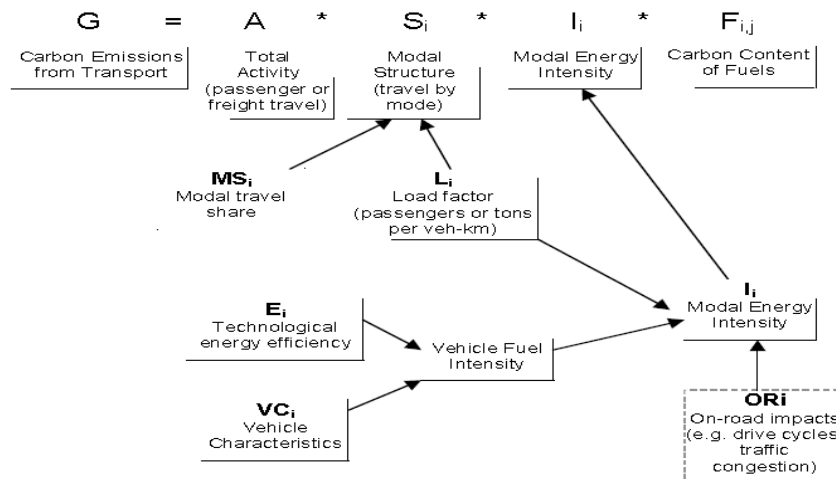 G = A * Sᵢ * Iᵢ * Fᵢ,ⱼ
Carbon Emissions
from Transport
Total
Activity
(passenger or
freight travel)
Modal
Structure
(travel by
mode)
Modal Energy
Intensity
Carbon Content
of Fuels
MSᵢ
Modal travel
share
Lᵢ
Load factor
(passengers or tons
per veh-km)
Iᵢ
Modal Energy
Intensity
Eᵢ
Technological
energy efficiency
Vehicle Fuel
Intensity
VCᵢ
Vehicle
Characteristics
ORi
On-road impacts
(e.g. drive cycles
traffic
congestion)